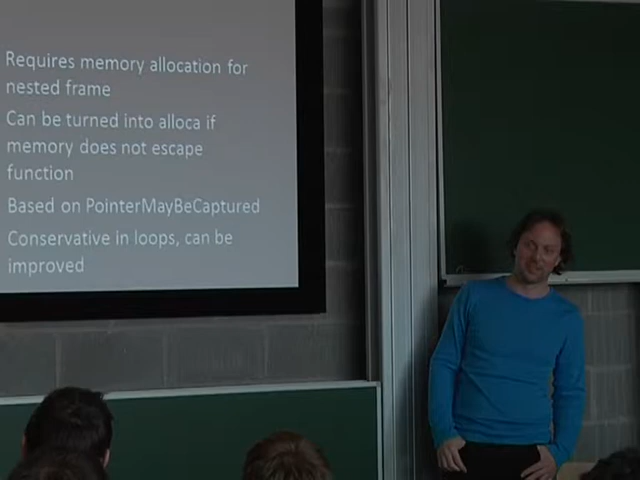 Requires memory allocation for
nested frame
Can be turned into alloca if
memory does not escape
function
Based on PointerMayBeCaptured
Conservative in loops, can be
improved